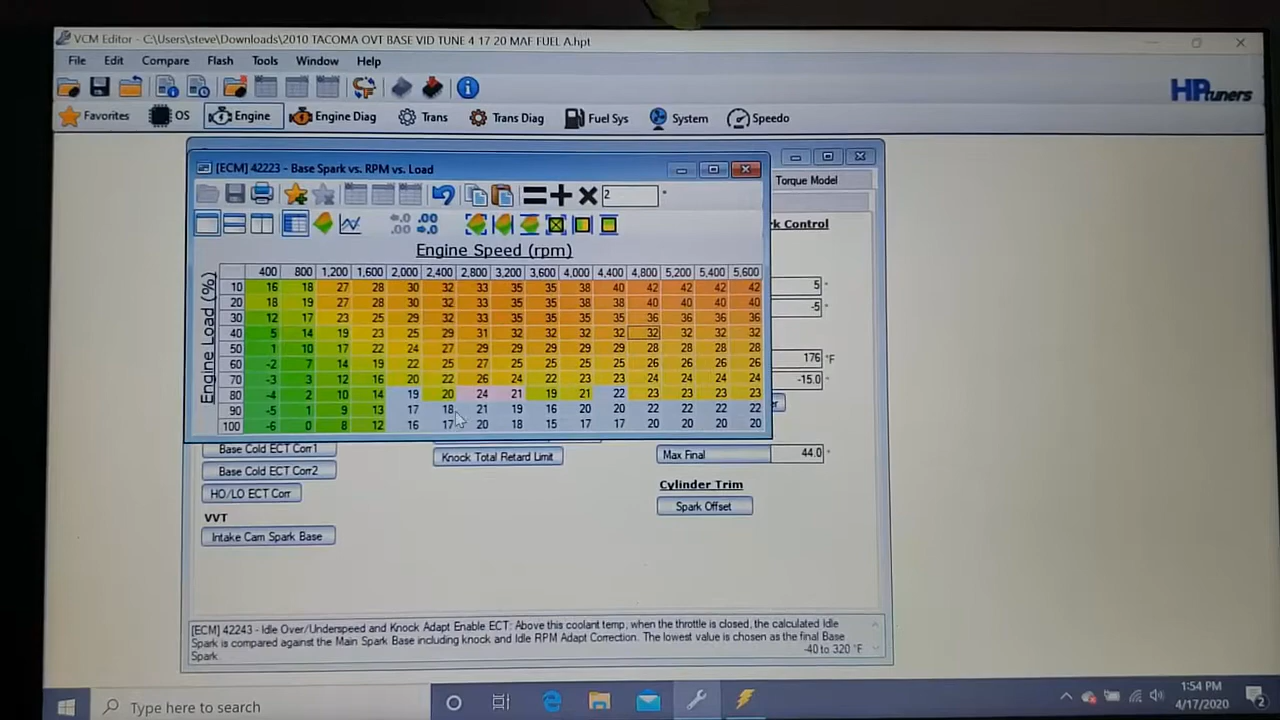 VCM Editor - C:\Users\steve\Downloads\2010 TACOMA OVT BASE VID TUNE 4 17 20 MAF FUEL A.hpt
File Edit Compare Flash Tools Window Help
HPtuners
Favorites OS Engine Engine Diag Trans Trans Diag Fuel Sys System Speedo
[ECM] 42223 - Base Spark vs. RPM vs. Load
Torque Model
2 °
Engine Speed (rpm)
Engine Load (%)
400 800 1,200 1,600 2,000 2,400 2,800 3,200 3,600 4,000 4,400 4,800 5,200 5,400 5,600
10 16 18 27 28 30 32 33 35 35 38 40 42 42 42 42
20 18 19 27 28 30 32 33 35 35 38 38 40 40 40 40
30 12 17 23 25 29 32 33 35 35 35 35 36 36 36 36
40 5 14 19 23 25 29 31 32 32 32 32 32 32 32 32
50 1 10 17 22 24 27 29 29 29 29 29 28 28 28 28
60 -2 7 14 19 22 25 27 25 25 25 25 26 26 26 26
70 -3 3 12 16 20 22 26 24 22 23 23 24 24 24 24
80 -4 2 10 14 19 20 24 21 19 21 22 23 23 23 23
90 -5 1 9 13 17 18 21 19 16 20 20 22 22 22 22
100 -6 0 8 12 16 17 20 18 15 17 17 20 20 20 20
Control
5 °
-5 °
176 °F
-15.0 °
Base Cold ECT Corr1
Base Cold ECT Corr2
HO/LO ECT Corr
VVT
Intake Cam Spark Base
Knock Total Retard Limit
Max Final 44.0 °
Cylinder Trim
Spark Offset
[ECM] 42243 - Idle Over/Underspeed and Knock Adapt Enable ECT: Above this coolant temp, when the throttle is closed, the calculated Idle
Spark is compared against the Main Spark Base including knock and Idle RPM Adapt Correction. The lowest value is chosen as the final Base
Spark
-40 to 320 °F
Type here to search
1:54 PM
4/17/2020
2